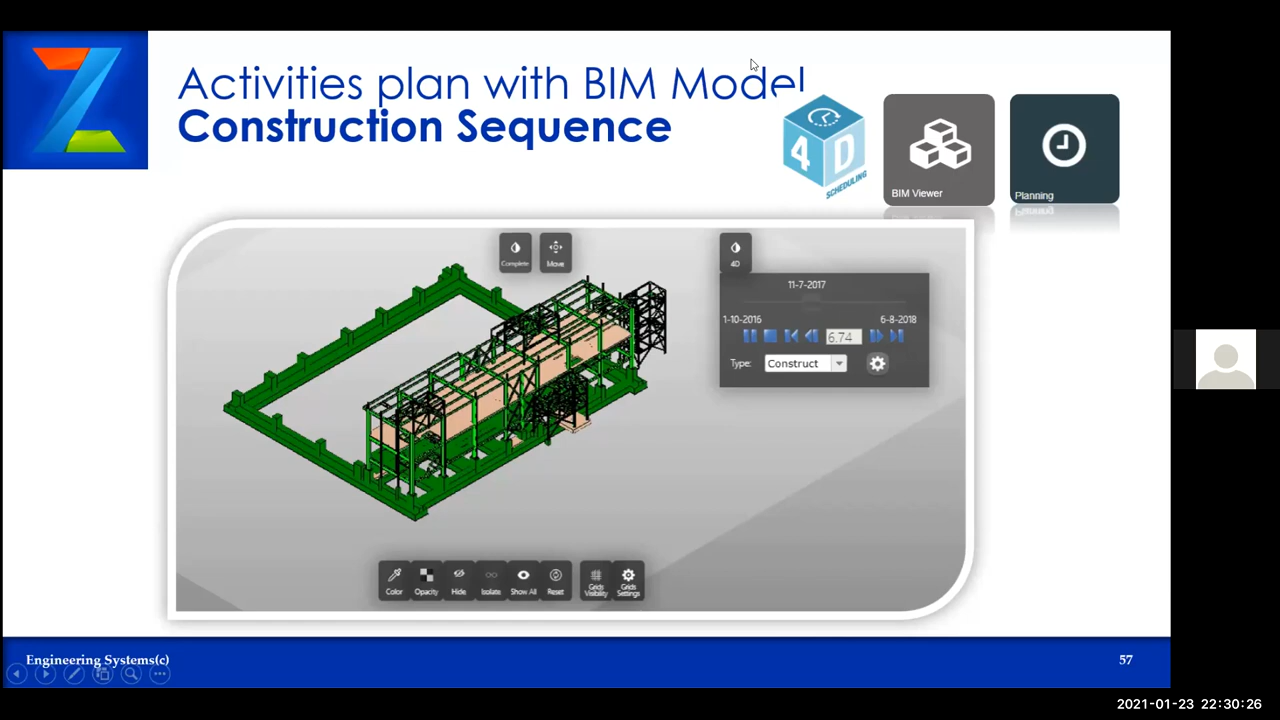 Activities plan with BIM Model
Construction Sequence
4D
SCHEDULING
BIM Viewer
Planning
Complete
Move
4D
11-7-2017
1-10-2016
6-8-2018
6.74
Type: Construct
Color
Opacity
Hide
Isolate
Show All
Reset
Grids
Visibility
Grids
Settings
Engineering Systems(c)
57
2021-01-23 22:30:26